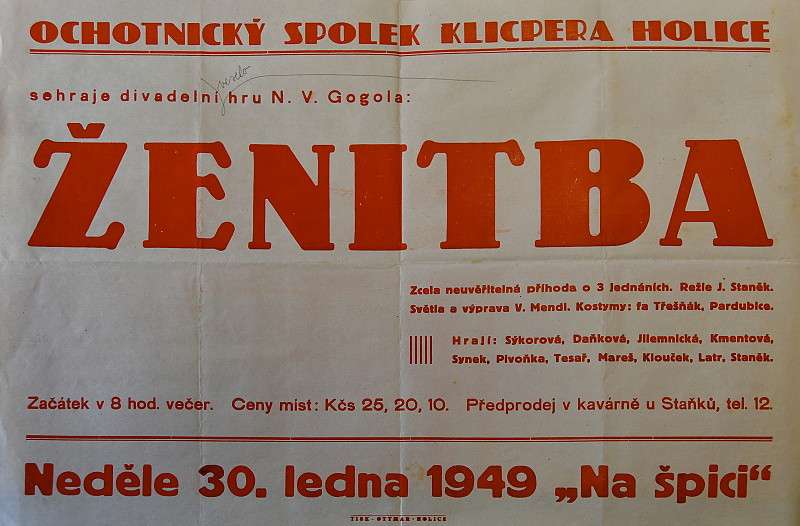 OCHOTNICKÝ SPOLEK KLICPERA HOLICE
veselo
sehraje divadelní hru N. V. Gogola:
ŽENITBA
Zcela neuvěřitelná příhoda o 3 jednáních. Režie J. Staněk.
Světla a výprava V. Mendl. Kostymy: fa Třešňák, Pardubice.
Hrají: Sýkorová, Daňková, Jilemnická, Kmentová,
Synek, Pivoňka, Tesař, Mareš, Klouček, Latr, Staněk.
Začátek v 8 hod. večer. Ceny míst: Kčs 25, 20, 10. Předprodej v kavárně u Staňků, tel. 12.
Neděle 30. ledna 1949 „Na špici“
TISK - OTTMAR - HOLICE